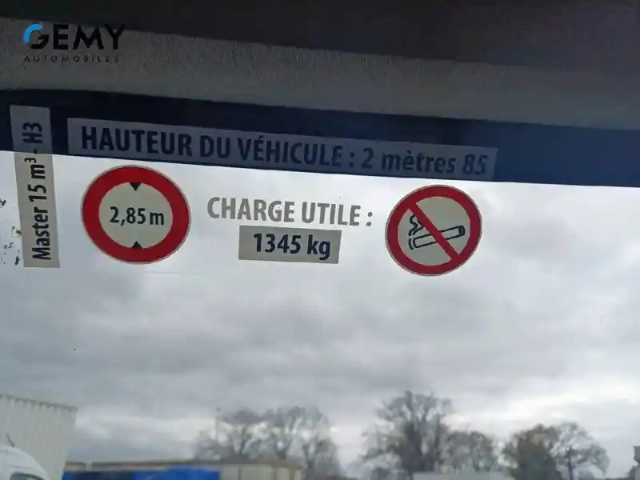 GEMY
AUTOMOBILES
Master 15 m³ - H3
HAUTEUR DU VÉHICULE : 2 mètres 85
2,85 m
CHARGE UTILE :
1345 kg